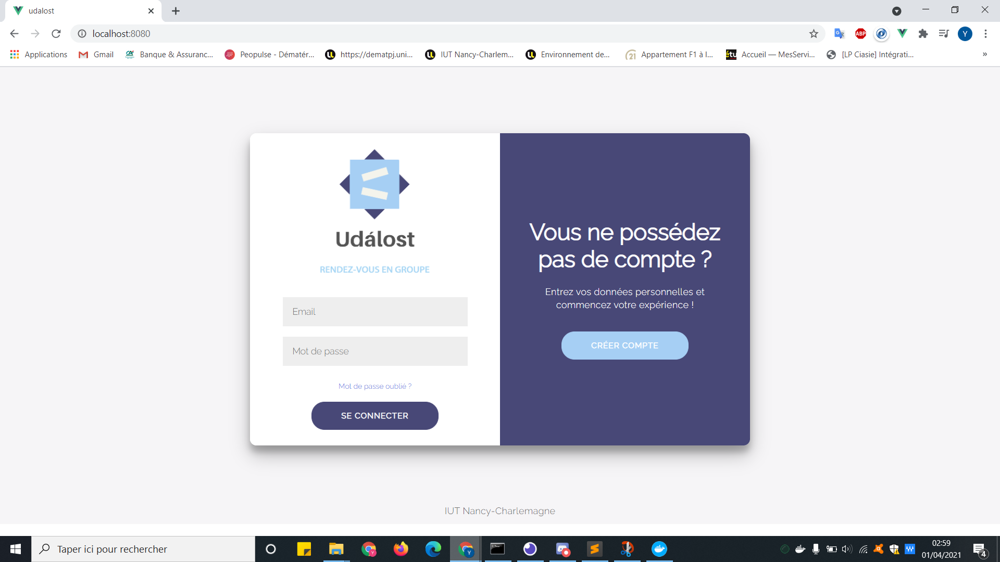 udalost
localhost:8080
Applications
Gmail
Banque & Assuranc...
Peopulse - Dématér...
https://dematpj.uni...
IUT Nancy-Charlem...
Environnement de...
Appartement F1 à l...
Accueil — MesServi...
[LP Ciasie] Intégrati...
Událost
RENDEZ-VOUS EN GROUPE
Email
Mot de passe
Mot de passe oublié ?
SE CONNECTER
Vous ne possédez
pas de compte ?
Entrez vos données personnelles et
commencez votre expérience !
CRÉER COMPTE
IUT Nancy-Charlemagne
Taper ici pour rechercher
02:59
01/04/2021
4